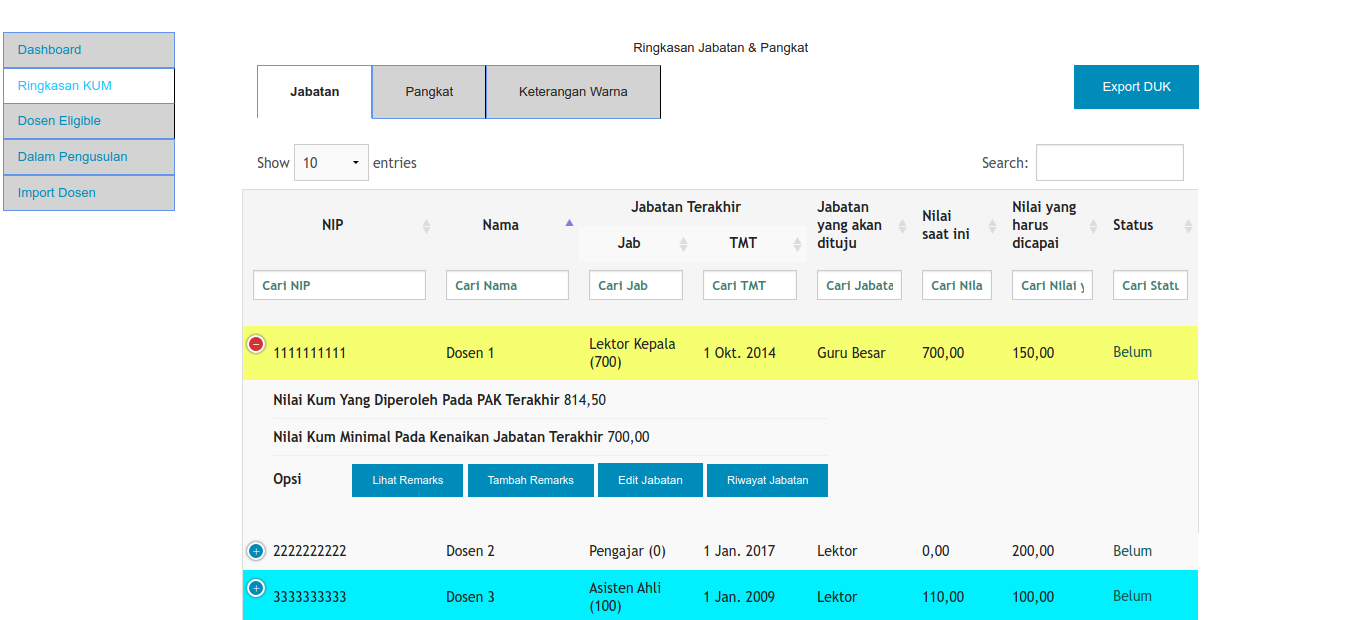 Dashboard
Ringkasan KUM
Dosen Eligible
Dalam Pengusulan
Import Dosen
Ringkasan Jabatan & Pangkat
Jabatan Pangkat Keterangan Warna
Export DUK
Show 10 entries
Search:
NIP Nama Jabatan Terakhir Jab TMT Jabatan yang akan dituju Nilai saat ini Nilai yang harus dicapai Status
Cari NIP Cari Nama Cari Jab Cari TMT Cari Jabata Cari Nila Cari Nilai y Cari Statu
1111111111 Dosen 1 Lektor Kepala (700) 1 Okt. 2014 Guru Besar 700,00 150,00 Belum
Nilai Kum Yang Diperoleh Pada PAK Terakhir 814,50
Nilai Kum Minimal Pada Kenaikan Jabatan Terakhir 700,00
Opsi Lihat Remarks Tambah Remarks Edit Jabatan Riwayat Jabatan
2222222222 Dosen 2 Pengajar (0) 1 Jan. 2017 Lektor 0,00 200,00 Belum
3333333333 Dosen 3 Asisten Ahli (100) 1 Jan. 2009 Lektor 110,00 100,00 Belum